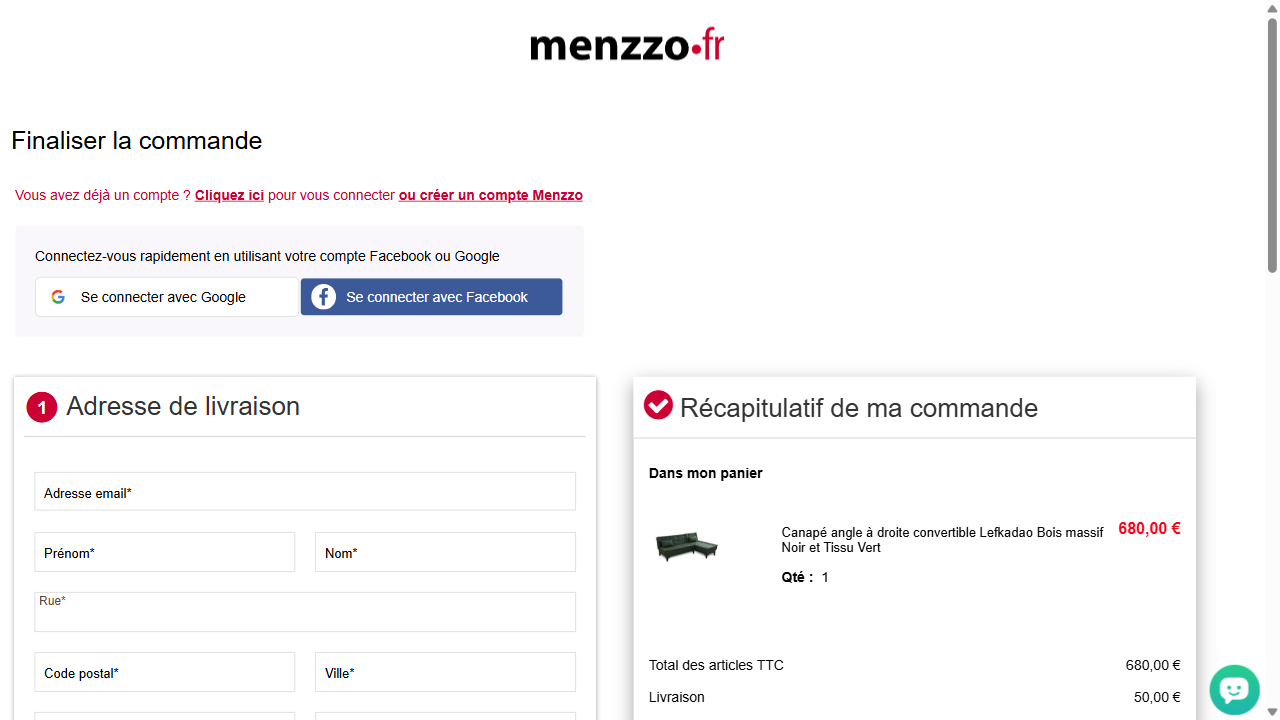 menzzo•fr
Finaliser la commande
Vous avez déjà un compte ? Cliquez ici pour vous connecter ou créer un compte Menzzo
Connectez-vous rapidement en utilisant votre compte Facebook ou Google
Se connecter avec Google
Se connecter avec Facebook
1 Adresse de livraison
Adresse email*
Prénom*
Nom*
Rue*
Code postal*
Ville*
Récapitulatif de ma commande
Dans mon panier
Canapé angle à droite convertible Lefkadao Bois massif
Noir et Tissu Vert
680,00 €
Qté : 1
Total des articles TTC 680,00 €
Livraison 50,00 €